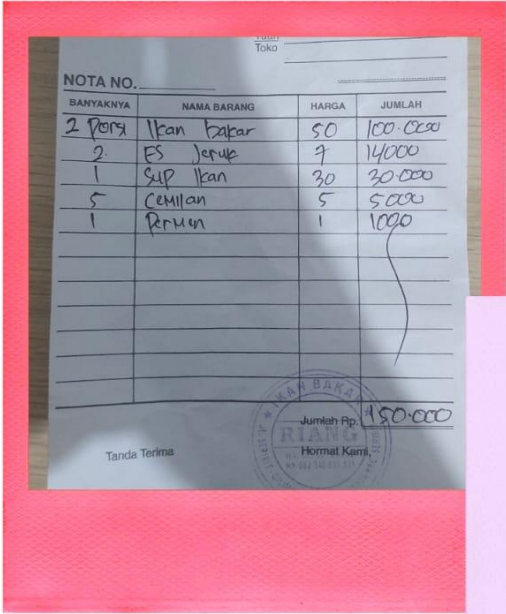 Tuan
Toko
NOTA NO.
BANYAKNYA NAMA BARANG HARGA JUMLAH
2 Porsi Ikan bakar 50 100.000
2. ES Jeruk 7 14000
1 Sup Ikan 30 30.000
5 Cemilan 5 5000
1 Permen 1 1000
IKAN BAKAR
RIANG
Jumlah Rp. 150.000
Tanda Terima Hormat Kami,